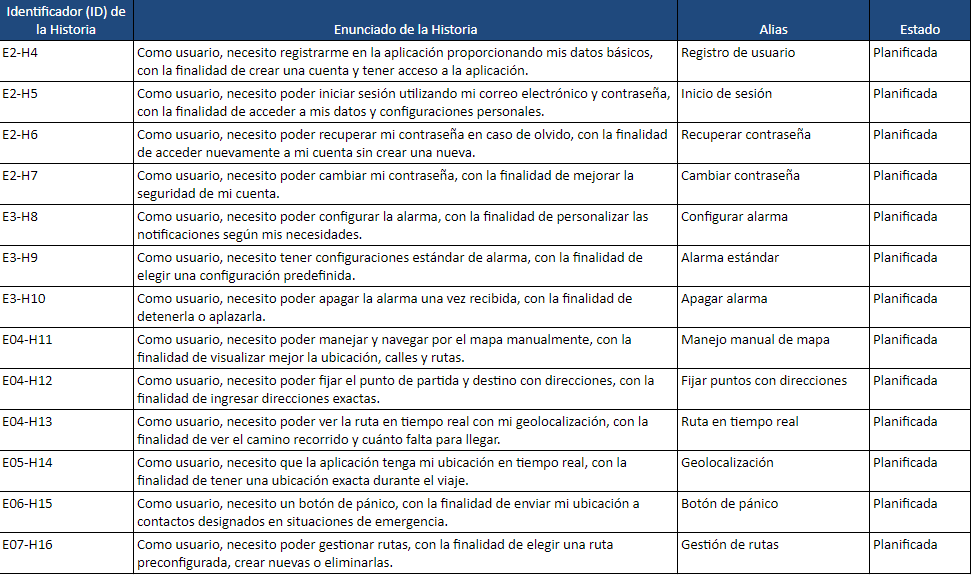 Identificador (ID) de
la Historia
Enunciado de la Historia
Alias
Estado
E2-H4
Como usuario, necesito registrarme en la aplicación proporcionando mis datos básicos,
con la finalidad de crear una cuenta y tener acceso a la aplicación.
Registro de usuario
Planificada
E2-H5
Como usuario, necesito poder iniciar sesión utilizando mi correo electrónico y contraseña,
con la finalidad de acceder a mis datos y configuraciones personales.
Inicio de sesión
Planificada
E2-H6
Como usuario, necesito poder recuperar mi contraseña en caso de olvido, con la finalidad
de acceder nuevamente a mi cuenta sin crear una nueva.
Recuperar contraseña
Planificada
E2-H7
Como usuario, necesito poder cambiar mi contraseña, con la finalidad de mejorar la
seguridad de mi cuenta.
Cambiar contraseña
Planificada
E3-H8
Como usuario, necesito poder configurar la alarma, con la finalidad de personalizar las
notificaciones según mis necesidades.
Configurar alarma
Planificada
E3-H9
Como usuario, necesito tener configuraciones estándar de alarma, con la finalidad de
elegir una configuración predefinida.
Alarma estándar
Planificada
E3-H10
Como usuario, necesito poder apagar la alarma una vez recibida, con la finalidad de
detenerla o aplazarla.
Apagar alarma
Planificada
E04-H11
Como usuario, necesito poder manejar y navegar por el mapa manualmente, con la
finalidad de visualizar mejor la ubicación, calles y rutas.
Manejo manual de mapa
Planificada
E04-H12
Como usuario, necesito poder fijar el punto de partida y destino con direcciones, con la
finalidad de ingresar direcciones exactas.
Fijar puntos con direcciones
Planificada
E04-H13
Como usuario, necesito poder ver la ruta en tiempo real con mi geolocalización, con la
finalidad de ver el camino recorrido y cuánto falta para llegar.
Ruta en tiempo real
Planificada
E05-H14
Como usuario, necesito que la aplicación tenga mi ubicación en tiempo real, con la
finalidad de tener una ubicación exacta durante el viaje.
Geolocalización
Planificada
E06-H15
Como usuario, necesito un botón de pánico, con la finalidad de enviar mi ubicación a
contactos designados en situaciones de emergencia.
Botón de pánico
Planificada
E07-H16
Como usuario, necesito poder gestionar rutas, con la finalidad de elegir una ruta
preconfigurada, crear nuevas o eliminarlas.
Gestión de rutas
Planificada